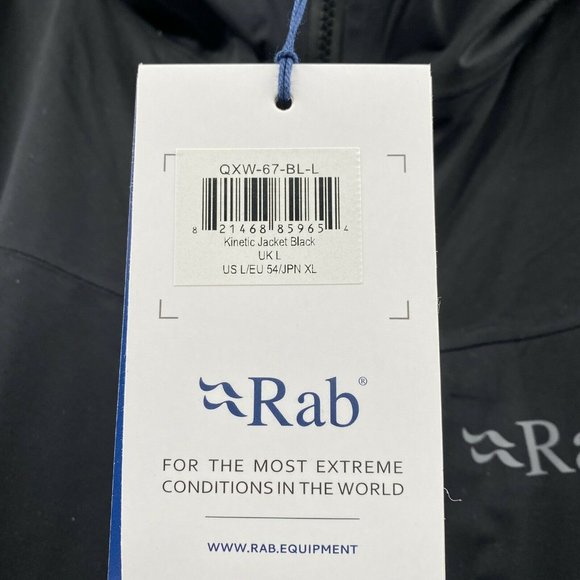 QXW-67-BL-L
8 21468 85965 4
Kinetic Jacket Black
UK L
US L/EU 54/JPN XL
Rab®
FOR THE MOST EXTREME
CONDITIONS IN THE WORLD
WWW.RAB.EQUIPMENT
Ra